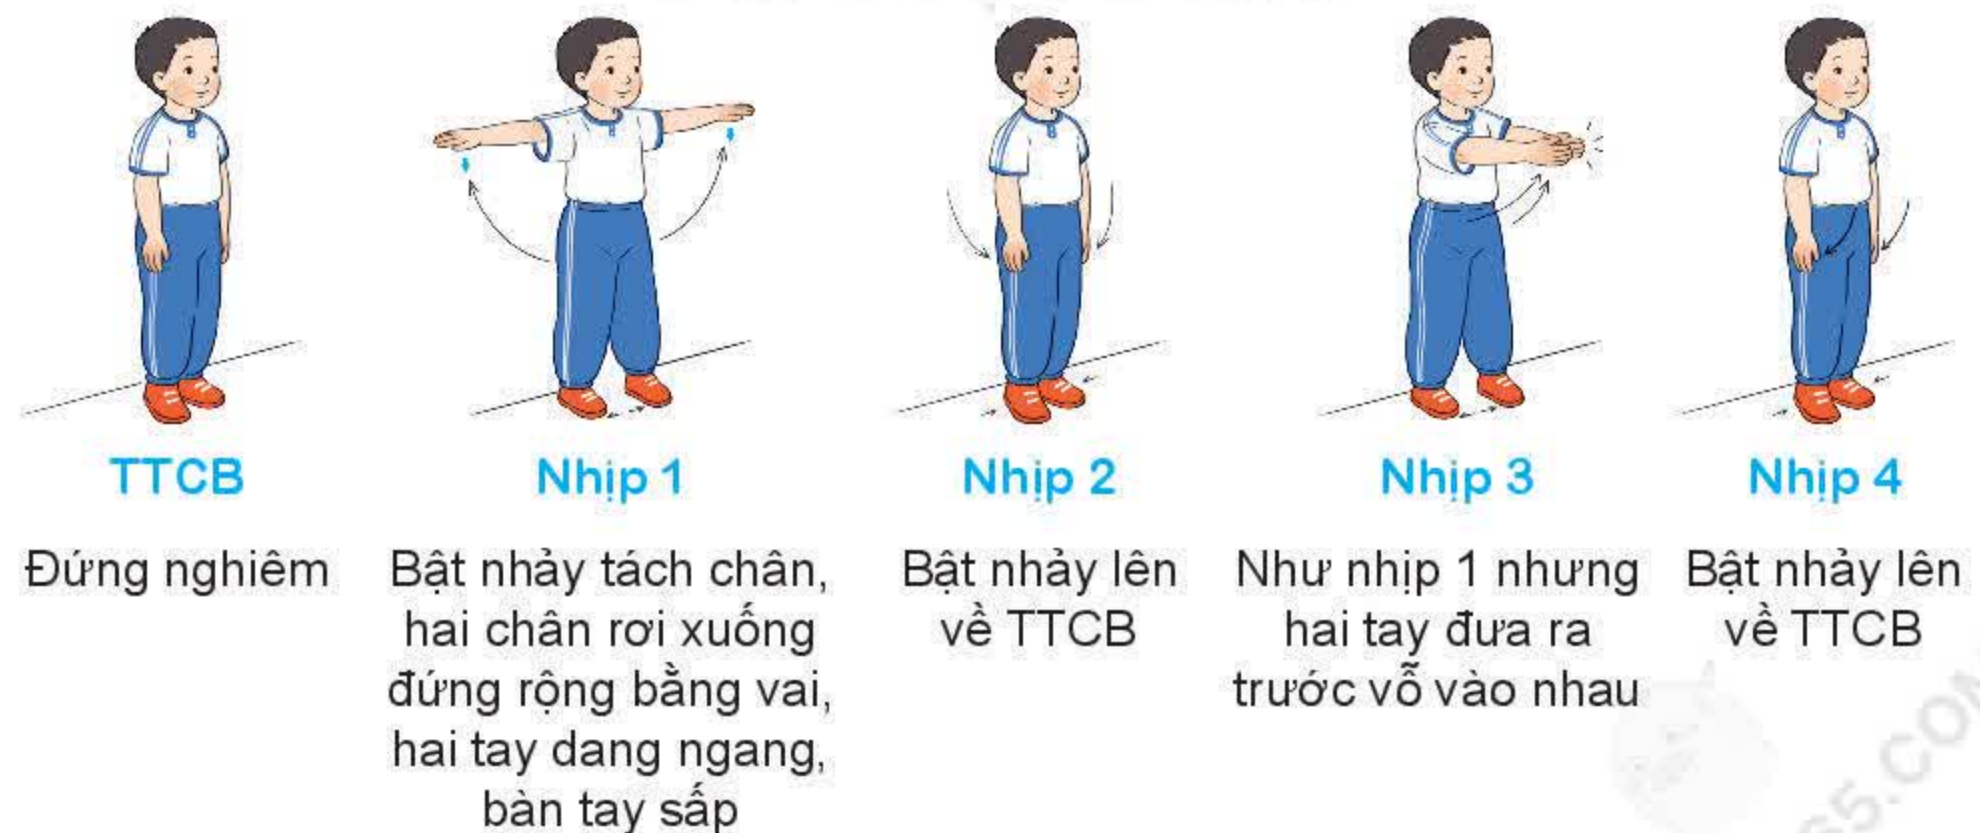 TTCB
Đứng nghiêm
Nhịp 1
Bật nhảy tách chân,
hai chân rơi xuống
đứng rộng bằng vai,
hai tay dang ngang,
bàn tay sấp
Nhịp 2
Bật nhảy lên
về TTCB
Nhịp 3
Như nhịp 1 nhưng
hai tay đưa ra
trước vỗ vào nhau
Nhịp 4
Bật nhảy lên
về TTCB